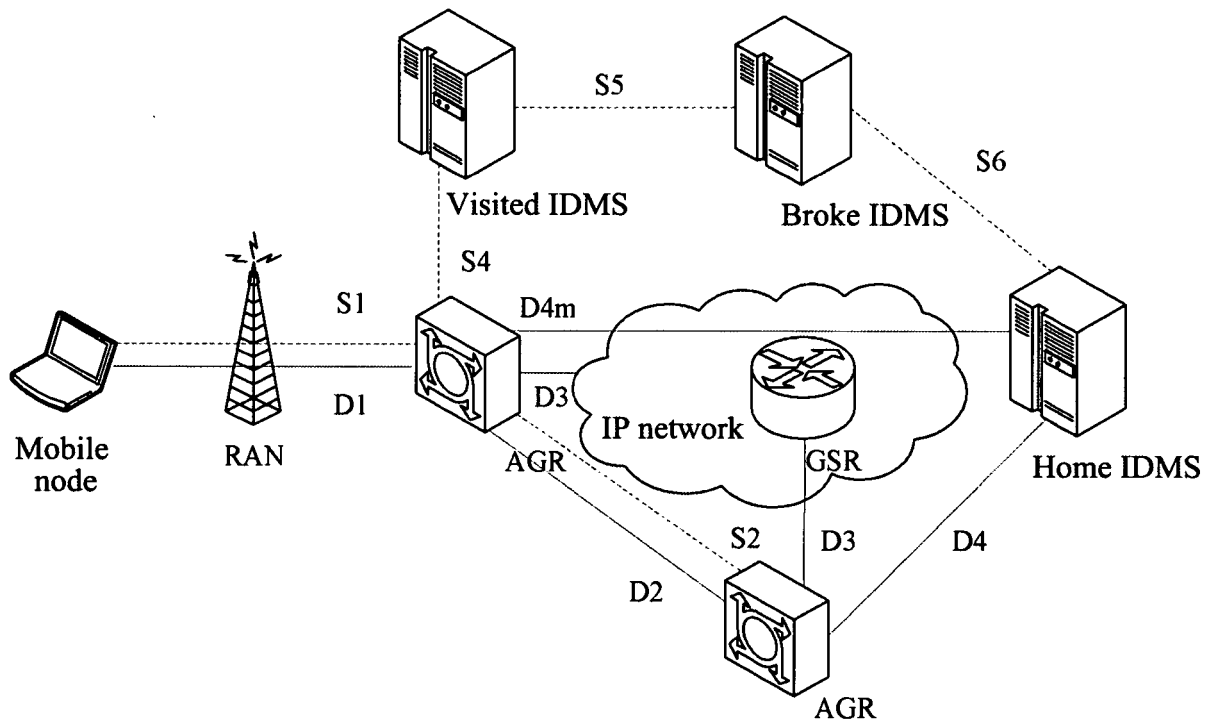 S5
S6
Visited IDMS
Broke IDMS
S4
S1
D4m
D1
D3
IP network
Mobile
node
RAN
AGR
GSR
Home IDMS
S2
D3
D4
D2
AGR